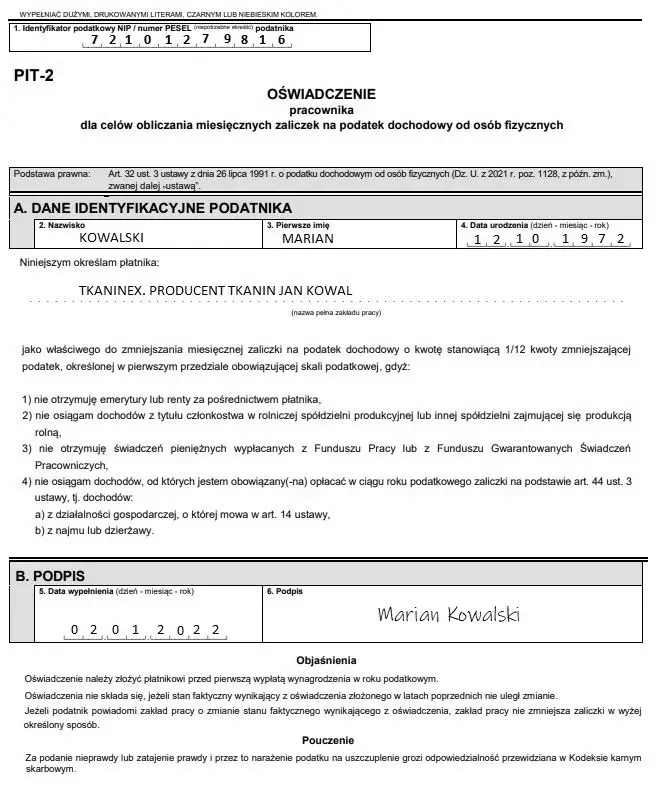 WYPEŁNIAĆ DUŻYMI, DRUKOWANYMI LITERAMI, CZARNYM LUB NIEBIESKIM KOLOREM.
1. Identyfikator podatkowy NIP / numer PESEL (niepotrzebne skreślić) podatnika
7 2 1 0 1 2 7 9 8 1 6
PIT-2
OŚWIADCZENIE
pracownika
dla celów obliczania miesięcznych zaliczek na podatek dochodowy od osób fizycznych
Podstawa prawna: Art. 32 ust. 3 ustawy z dnia 26 lipca 1991 r. o podatku dochodowym od osób fizycznych (Dz. U. z 2021 r. poz. 1128, z późn. zm.),
zwanej dalej „ustawą”.
A. DANE IDENTYFIKACYJNE PODATNIKA
2. Nazwisko 3. Pierwsze imię 4. Data urodzenia (dzień - miesiąc - rok)
KOWALSKI MARIAN 1 2 1 0 1 9 7 2
Niniejszym określam płatnika:
TKANINEX. PRODUCENT TKANIN JAN KOWAL
(nazwa pełna zakładu pracy)
jako właściwego do zmniejszania miesięcznej zaliczki na podatek dochodowy o kwotę stanowiącą 1/12 kwoty zmniejszającej
podatek, określonej w pierwszym przedziale obowiązującej skali podatkowej, gdyż:
1) nie otrzymuję emerytury lub renty za pośrednictwem płatnika,
2) nie osiągam dochodów z tytułu członkostwa w rolniczej spółdzielni produkcyjnej lub innej spółdzielni zajmującej się produkcją
rolną,
3) nie otrzymuję świadczeń pieniężnych wypłacanych z Funduszu Pracy lub z Funduszu Gwarantowanych Świadczeń
Pracowniczych,
4) nie osiągam dochodów, od których jestem obowiązany(-na) opłacać w ciągu roku podatkowego zaliczki na podstawie art. 44 ust. 3
ustawy, tj. dochodów:
a) z działalności gospodarczej, o której mowa w art. 14 ustawy,
b) z najmu lub dzierżawy.
B. PODPIS
5. Data wypełnienia (dzień - miesiąc - rok) 6. Podpis
0 2 0 1 2 0 2 2 Marian Kowalski
Objaśnienia
Oświadczenie należy złożyć płatnikowi przed pierwszą wypłatą wynagrodzenia w roku podatkowym.
Oświadczenia nie składa się, jeżeli stan faktyczny wynikający z oświadczenia złożonego w latach poprzednich nie uległ zmianie.
Jeżeli podatnik powiadomi zakład pracy o zmianie stanu faktycznego wynikającego z oświadczenia, zakład pracy nie zmniejsza zaliczki w wyżej
określony sposób.
Pouczenie
Za podanie nieprawdy lub zatajenie prawdy i przez to narażenie podatku na uszczuplenie grozi odpowiedzialność przewidziana w Kodeksie karnym
skarbowym.